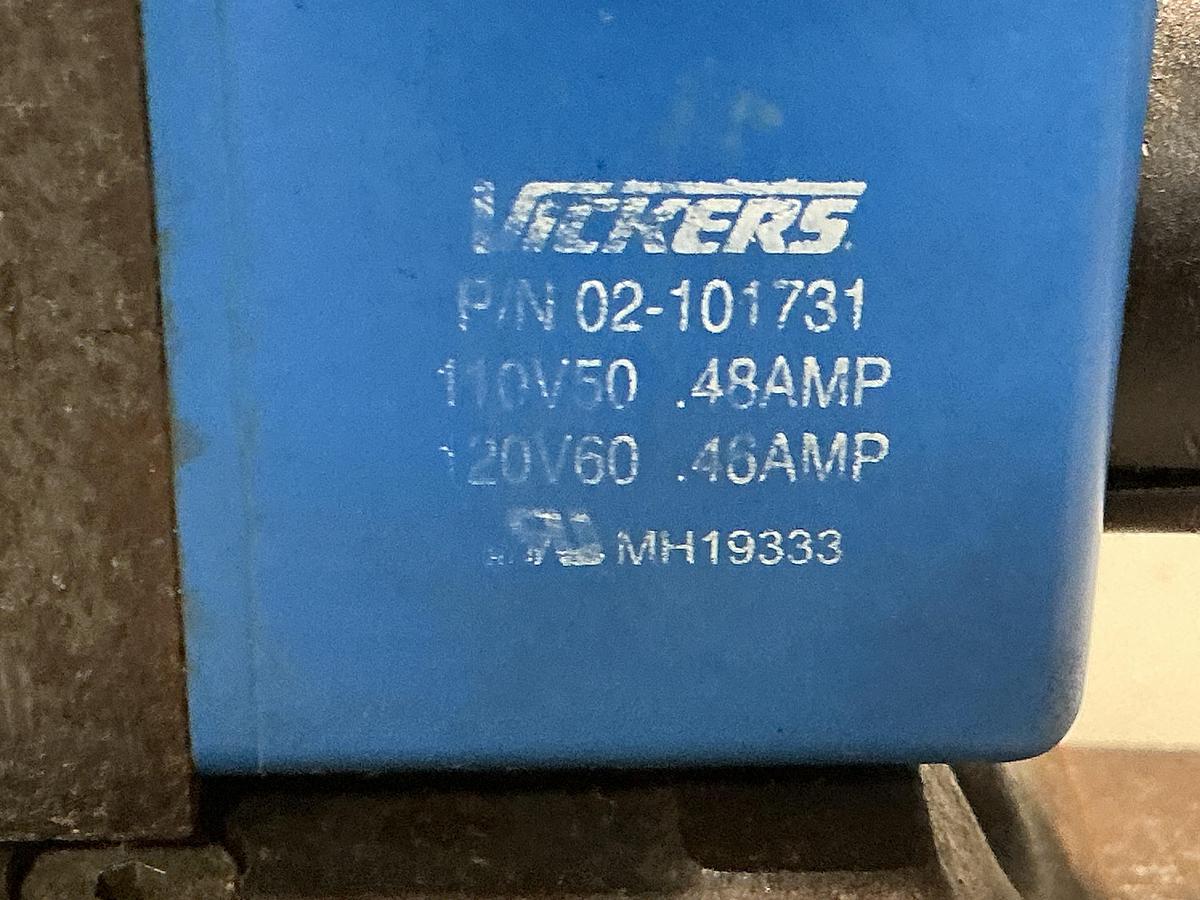 VICKERS
P/N 02-101731
110V50 .48AMP
120V60 .46AMP
MH19333